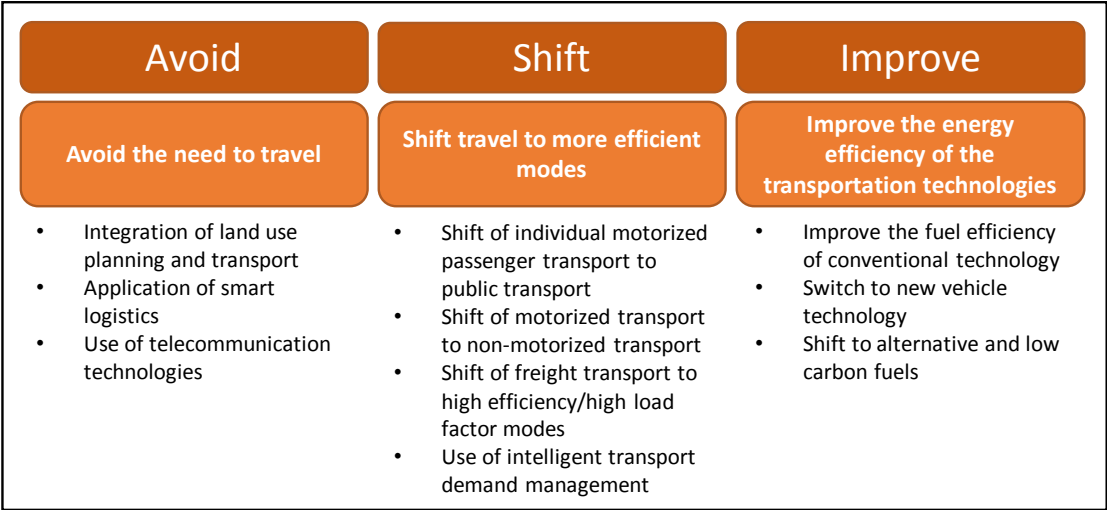 Avoid
Avoid the need to travel
• Integration of land use
planning and transport
• Application of smart
logistics
• Use of telecommunication
technologies
Shift
Shift travel to more efficient
modes
• Shift of individual motorized
passenger transport to
public transport
• Shift of motorized transport
to non-motorized transport
• Shift of freight transport to
high efficiency/high load
factor modes
• Use of intelligent transport
demand management
Improve
Improve the energy
efficiency of the
transportation technologies
• Improve the fuel efficiency
of conventional technology
• Switch to new vehicle
technology
• Shift to alternative and low
carbon fuels